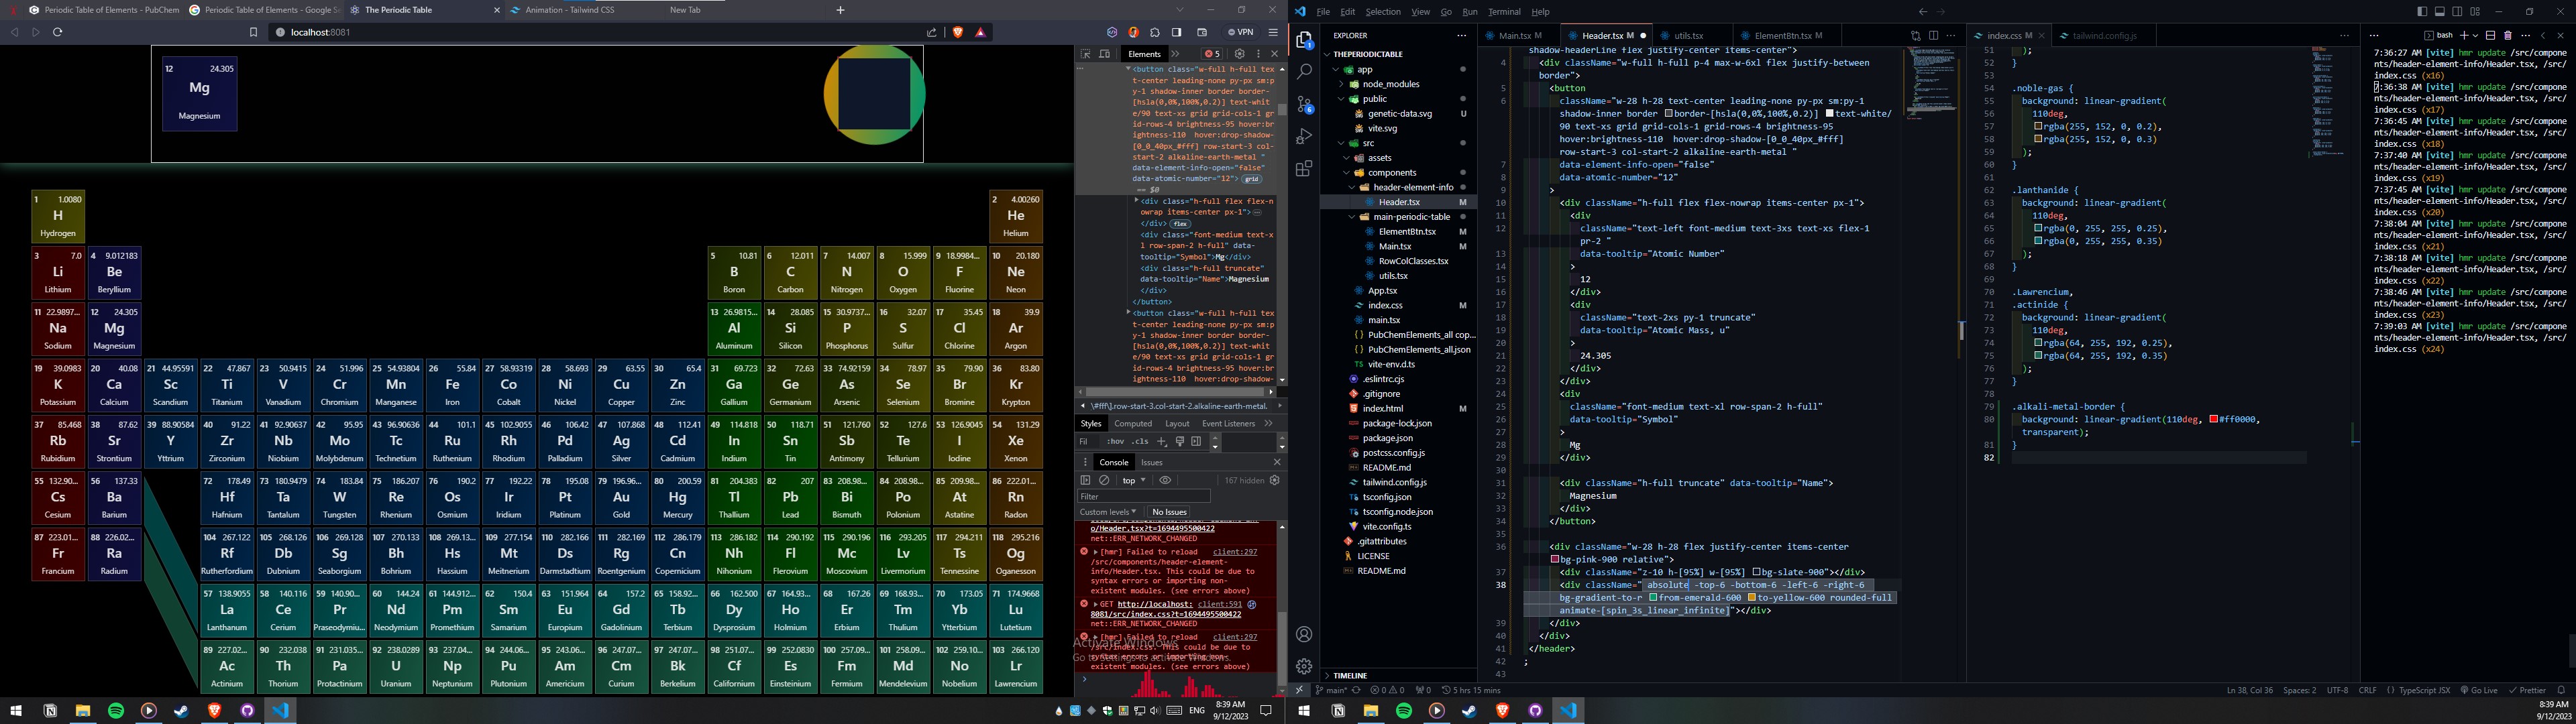 Periodic Table of Elements - PubChem
Periodic Table of Elements - Google S
The Periodic Table
Animation - Tailwind CSS
New Tab
localhost:8081
VPN
12 24.305
Mg
Magnesium
1 1.0080
H
Hydrogen
2 4.00260
He
Helium
3 7.0
Li
Lithium
4 9.012183
Be
Beryllium
5 10.81
B
Boron
6 12.011
C
Carbon
7 14.007
N
Nitrogen
8 15.999
O
Oxygen
9 18.9984...
F
Fluorine
10 20.180
Ne
Neon
11 22.9897...
Na
Sodium
12 24.305
Mg
Magnesium
13 26.9815...
Al
Aluminum
14 28.085
Si
Silicon
15 30.9737...
P
Phosphorus
16 32.07
S
Sulfur
17 35.45
Cl
Chlorine
18 39.9
Ar
Argon
19 39.0983
K
Potassium
20 40.08
Ca
Calcium
21 44.95591
Sc
Scandium
22 47.867
Ti
Titanium
23 50.9415
V
Vanadium
24 51.996
Cr
Chromium
25 54.93804
Mn
Manganese
26 55.84
Fe
Iron
27 58.93319
Co
Cobalt
28 58.693
Ni
Nickel
29 63.55
Cu
Copper
30 65.4
Zn
Zinc
31 69.723
Ga
Gallium
32 72.63
Ge
Germanium
33 74.92159
As
Arsenic
34 78.97
Se
Selenium
35 79.90
Br
Bromine
36 83.80
Kr
Krypton
37 85.468
Rb
Rubidium
38 87.62
Sr
Strontium
39 88.90584
Y
Yttrium
40 91.22
Zr
Zirconium
41 92.90637
Nb
Niobium
42 95.95
Mo
Molybdenum
43 96.90636
Tc
Technetium
44 101.1
Ru
Ruthenium
45 102.9055
Rh
Rhodium
46 106.42
Pd
Palladium
47 107.868
Ag
Silver
48 112.41
Cd
Cadmium
49 114.818
In
Indium
50 118.71
Sn
Tin
51 121.760
Sb
Antimony
52 127.6
Te
Tellurium
53 126.9045
I
Iodine
54 131.29
Xe
Xenon
55 132.90...
Cs
Cesium
56 137.33
Ba
Barium
72 178.49
Hf
Hafnium
73 180.9479
Ta
Tantalum
74 183.84
W
Tungsten
75 186.207
Re
Rhenium
76 190.2
Os
Osmium
77 192.22
Ir
Iridium
78 195.08
Pt
Platinum
79 196.96...
Au
Gold
80 200.59
Hg
Mercury
81 204.383
Tl
Thallium
82 207
Pb
Lead
83 208.98...
Bi
Bismuth
84 208.98...
Po
Polonium
85 209.98...
At
Astatine
86 222.01...
Rn
Radon
87 223.01...
Fr
Francium
88 226.02...
Ra
Radium
104 267.122
Rf
Rutherfordium
105 268.126
Db
Dubnium
106 269.128
Sg
Seaborgium
107 270.133
Bh
Bohrium
108 269.13...
Hs
Hassium
109 277.154
Mt
Meitnerium
110 282.166
Ds
Darmstadtium
111 282.169
Rg
Roentgenium
112 286.179
Cn
Copernicium
113 286.182
Nh
Nihonium
114 290.192
Fl
Flerovium
115 290.196
Mc
Moscovium
116 293.205
Lv
Livermorium
117 294.211
Ts
Tennessine
118 295.216
Og
Oganesson
57 138.9055
La
Lanthanum
58 140.116
Ce
Cerium
59 140.90...
Pr
Praseodymiu...
60 144.24
Nd
Neodymium
61 144.912...
Pm
Promethium
62 150.4
Sm
Samarium
63 151.964
Eu
Europium
64 157.2
Gd
Gadolinium
65 158.92...
Tb
Terbium
66 162.500
Dy
Dysprosium
67 164.93...
Ho
Holmium
68 167.26
Er
Erbium
69 168.93...
Tm
Thulium
70 173.05
Yb
Ytterbium
71 174.9668
Lu
Lutetium
89 227.02...
Ac
Actinium
90 232.038
Th
Thorium
91 231.035...
Pa
Protactinium
92 238.0289
U
Uranium
93 237.04...
Np
Neptunium
94 244.06...
Pu
Plutonium
95 243.06...
Am
Americium
96 247.07...
Cm
Curium
97 247.07...
Bk
Berkelium
98 251.07...
Cf
Californium
99 252.0830
Es
Einsteinium
100 257.09...
Fm
Fermium
101 258.09...
Md
Mendelevium
102 259.10...
No
Nobelium
103 266.120
Lr
Lawrencium
Elements
5
<button class="w-full h-full tex
t-center leading-none py-px sm:p
y-1 shadow-inner border border-
[hsla(0,0%,100%,0.2)] text-whit
e/90 text-xs grid grid-cols-1 gr
id-rows-4 brightness-95 hover:br
ightness-110 hover:drop-shadow-
[0_0_40px_#fff] row-start-3 col-
start-2 alkaline-earth-metal "
data-element-info-open="false"
data-atomic-number="12"> grid
== $0
<div class="h-full flex flex-n
owrap items-center px-1">
</div> flex
<div class="font-medium text-x
l row-span-2 h-full" data-
tooltip="Symbol">Mg</div>
<div class="h-full truncate"
data-tooltip="Name">Magnesium
</div>
</button>
<button class="w-full h-full tex
t-center leading-none py-px sm:p
y-1 shadow-inner border border-
[hsla(0,0%,100%,0.2)] text-whit
e/90 text-xs grid grid-cols-1 gr
id-rows-4 brightness-95 hover:br
ightness-110 hover:drop-shadow-
\#fff\].row-start-3.col-start-2.alkaline-earth-metal.
Styles Computed Layout Event Listeners
Fil :hov .cls
Console Issues
top 167 hidden
Filter
Custom levels No Issues
o/Header.tsx?t=1694495500422
net::ERR_NETWORK_CHANGED
[hmr] Failed to reload client:297
/src/components/header-element-in
fo/Header.tsx. This could be due to
syntax errors or importing non-
existent modules. (see errors above)
GET http://localhost: client:591
8081/src/index.css?t=1694495500422
net::ERR_NETWORK_CHANGED
[hmr] Failed to reload client:297
/src/index.css. This could be due to
syntax errors or importing non-
existent modules. (see errors above)
Activate Windows
Go to Settings to activate Windows.
ENG
8:39 AM
9/12/2023
File Edit Selection View Go Run Terminal Help
EXPLORER
THEPERIODICTABLE
app
node_modules
public
genetic-data.svg U
vite.svg
src
assets
components
header-element-info
Header.tsx M
main-periodic-table
ElementBtn.tsx M
Main.tsx M
RowColClasses.tsx
utils.tsx
App.tsx
index.css M
main.tsx
PubChemElements_all cop...
PubChemElements_all.json
vite-env.d.ts
.eslintrc.cjs
.gitignore
index.html M
package-lock.json
package.json
postcss.config.js
README.md
tailwind.config.js
tsconfig.json
tsconfig.node.json
vite.config.ts
.gitattributes
LICENSE
README.md
TIMELINE
Main.tsx M
Header.tsx M
utils.tsx
ElementBtn.tsx M
shadow-headerLine flex justify-center items-center">
4 <div className="w-full h-full p-4 max-w-6xl flex justify-between
border">
5 <button
6 className="w-28 h-28 text-center leading-none py-px sm:py-1
shadow-inner border border-[hsla(0,0%,100%,0.2)] text-white/
90 text-xs grid grid-cols-1 grid-rows-4 brightness-95
hover:brightness-110 hover:drop-shadow-[0_0_40px_#fff]
row-start-3 col-start-2 alkaline-earth-metal "
7 data-element-info-open="false"
8 data-atomic-number="12"
9 >
10 <div className="h-full flex flex-nowrap items-center px-1">
11 <div
12 className="text-left font-medium text-3xs text-xs flex-1
pr-2 "
13 data-tooltip="Atomic Number"
14 >
15 12
16 </div>
17 <div
18 className="text-2xs py-1 truncate"
19 data-tooltip="Atomic Mass, u"
20 >
21 24.305
22 </div>
23 </div>
24 <div
25 className="font-medium text-xl row-span-2 h-full"
26 data-tooltip="Symbol"
27 >
28 Mg
29 </div>
30
31 <div className="h-full truncate" data-tooltip="Name">
32 Magnesium
33 </div>
34 </button>
35
36 <div className="w-28 h-28 flex justify-center items-center
bg-pink-900 relative">
37 <div className="z-10 h-[95%] w-[95%] bg-slate-900"></div>
38 <div className=" absolute -top-6 -bottom-6 -left-6 -right-6
bg-gradient-to-r from-emerald-600 to-yellow-600 rounded-full
animate-[spin_3s_linear_infinite]"></div>
39 </div>
40 </div>
41 </header>
42 ;
43
index.css M
tailwind.config.js
51 );
52 }
53
54 .noble-gas {
55 background: linear-gradient(
56 110deg,
57 rgba(255, 152, 0, 0.2),
58 rgba(255, 152, 0, 0.3)
59 );
60 }
61
62 .lanthanide {
63 background: linear-gradient(
64 110deg,
65 rgba(0, 255, 255, 0.25),
66 rgba(0, 255, 255, 0.35)
67 );
68 }
69
70 .Lawrencium,
71 .actinide {
72 background: linear-gradient(
73 110deg,
74 rgba(64, 255, 192, 0.25),
75 rgba(64, 255, 192, 0.35)
76 );
77 }
78
79 .alkali-metal-border {
80 background: linear-gradient(110deg, #ff0000,
transparent);
81 }
82
bash
7:36:27 AM [vite] hmr update /src/compone
nts/header-element-info/Header.tsx, /src/
index.css (x16)
7:36:38 AM [vite] hmr update /src/compone
nts/header-element-info/Header.tsx, /src/
index.css (x17)
7:36:45 AM [vite] hmr update /src/compone
nts/header-element-info/Header.tsx, /src/
index.css (x18)
7:37:40 AM [vite] hmr update /src/compone
nts/header-element-info/Header.tsx, /src/
index.css (x19)
7:37:45 AM [vite] hmr update /src/compone
nts/header-element-info/Header.tsx, /src/
index.css (x20)
7:38:04 AM [vite] hmr update /src/compone
nts/header-element-info/Header.tsx, /src/
index.css (x21)
7:38:18 AM [vite] hmr update /src/compone
nts/header-element-info/Header.tsx, /src/
index.css (x22)
7:38:46 AM [vite] hmr update /src/compone
nts/header-element-info/Header.tsx, /src/
index.css (x23)
7:39:03 AM [vite] hmr update /src/compone
nts/header-element-info/Header.tsx, /src/
index.css (x24)
main* 0 0 0 5 hrs 15 mins
Ln 38, Col 36 Spaces: 2 UTF-8 CRLF TypeScript JSX Go Live Prettier
8:39 AM
9/12/2023